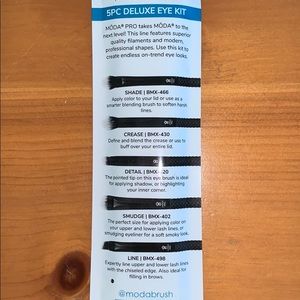 5PC DELUXE EYE KIT
MŌDA® PRO takes MŌDA® to the
next level! This line features superior
quality filaments and modern,
professional shapes. Use this kit to
create endless on-trend eye looks.
SHADE | BMX-466
Apply color to your lid or use as a
smarter blending brush to soften harsh
lines.
CREASE | BMX-430
Define and blend the crease or use to
buff over your entire lid.
DETAIL | BMX-420
The pointed tip on this eye brush is ideal
for applying shadow, or highlighting
your inner corner.
SMUDGE | BMX-402
The perfect size for applying color on
your upper and lower lash lines, or
smudging eyeliner for a soft smoky look.
LINE | BMX-498
Expertly line upper and lower lash lines with
the chiseled edge. Also ideal for
filling in brows.
@modabrush